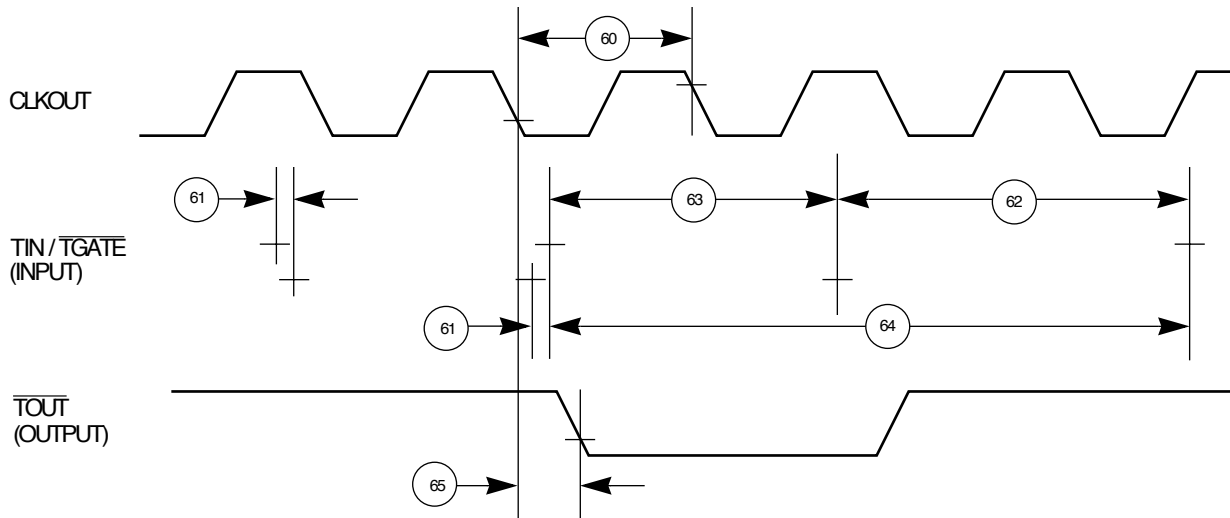 60
CLKOUT
61
63
62
TIN / TGATE
(INPUT)
61
64
TOUT
(OUTPUT)
65